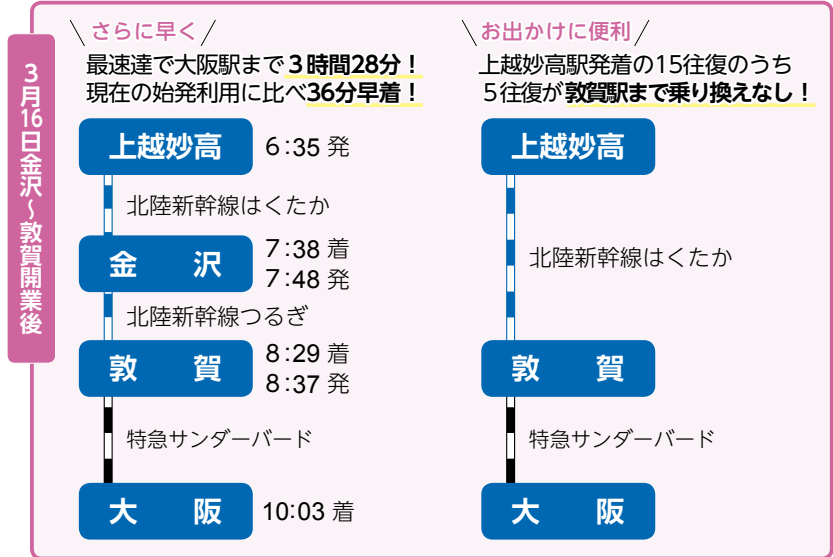 3月16日金沢～敦賀開業後
さらに早く
最速達で大阪駅まで３時間28分！
現在の始発利用に比べ36分早着！
上越妙高 6:35 発
北陸新幹線はくたか
金沢 7:38 着
7:48 発
北陸新幹線つるぎ
敦賀 8:29 着
8:37 発
特急サンダーバード
大阪 10:03 着
お出かけに便利
上越妙高駅発着の15往復のうち
５往復が敦賀駅まで乗り換えなし！
上越妙高
北陸新幹線はくたか
敦賀
特急サンダーバード
大阪